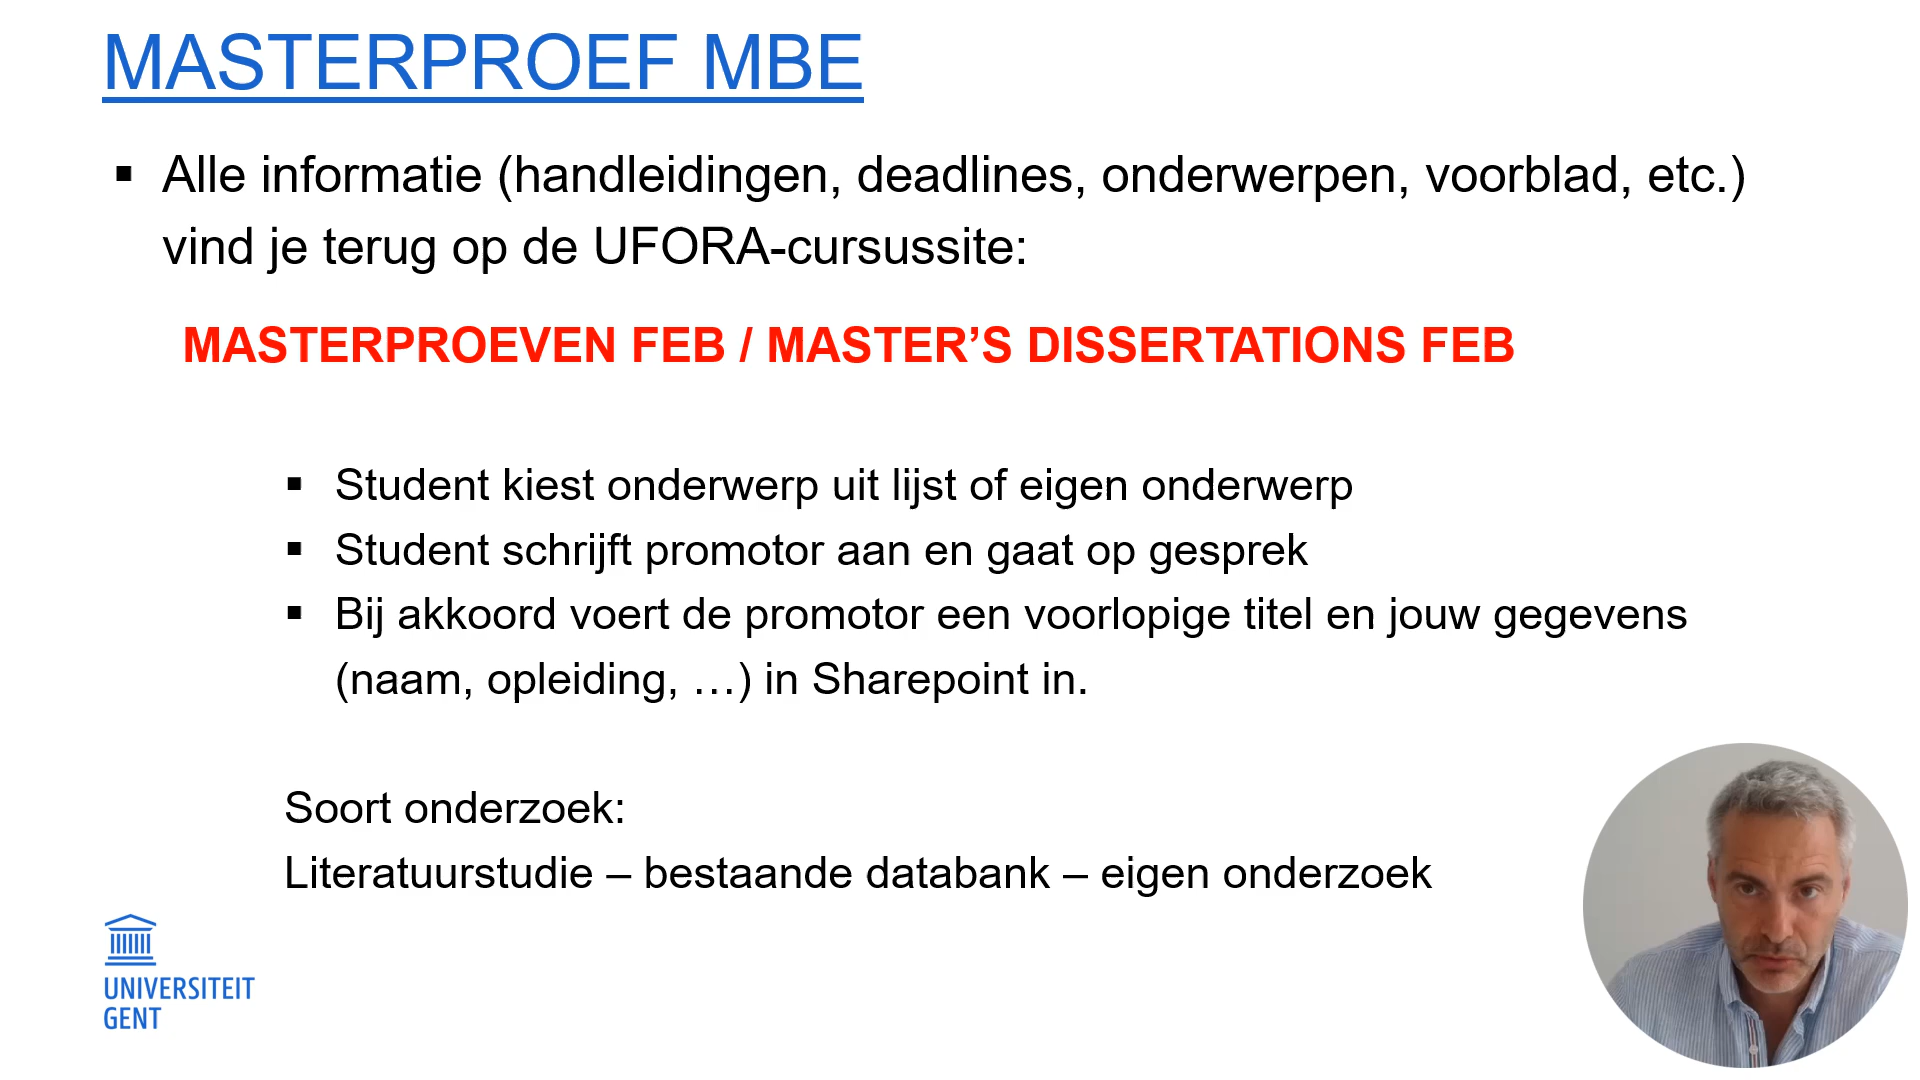 MASTERPROEF MBE
▪ Alle informatie (handleidingen, deadlines, onderwerpen, voorblad, etc.)
vind je terug op de UFORA-cursussite:
MASTERPROEVEN FEB / MASTER’S DISSERTATIONS FEB
▪ Student kiest onderwerp uit lijst of eigen onderwerp
▪ Student schrijft promotor aan en gaat op gesprek
▪ Bij akkoord voert de promotor een voorlopige titel en jouw gegevens
(naam, opleiding, …) in Sharepoint in.
Soort onderzoek:
Literatuurstudie – bestaande databank – eigen onderzoek
UNIVERSITEIT
GENT